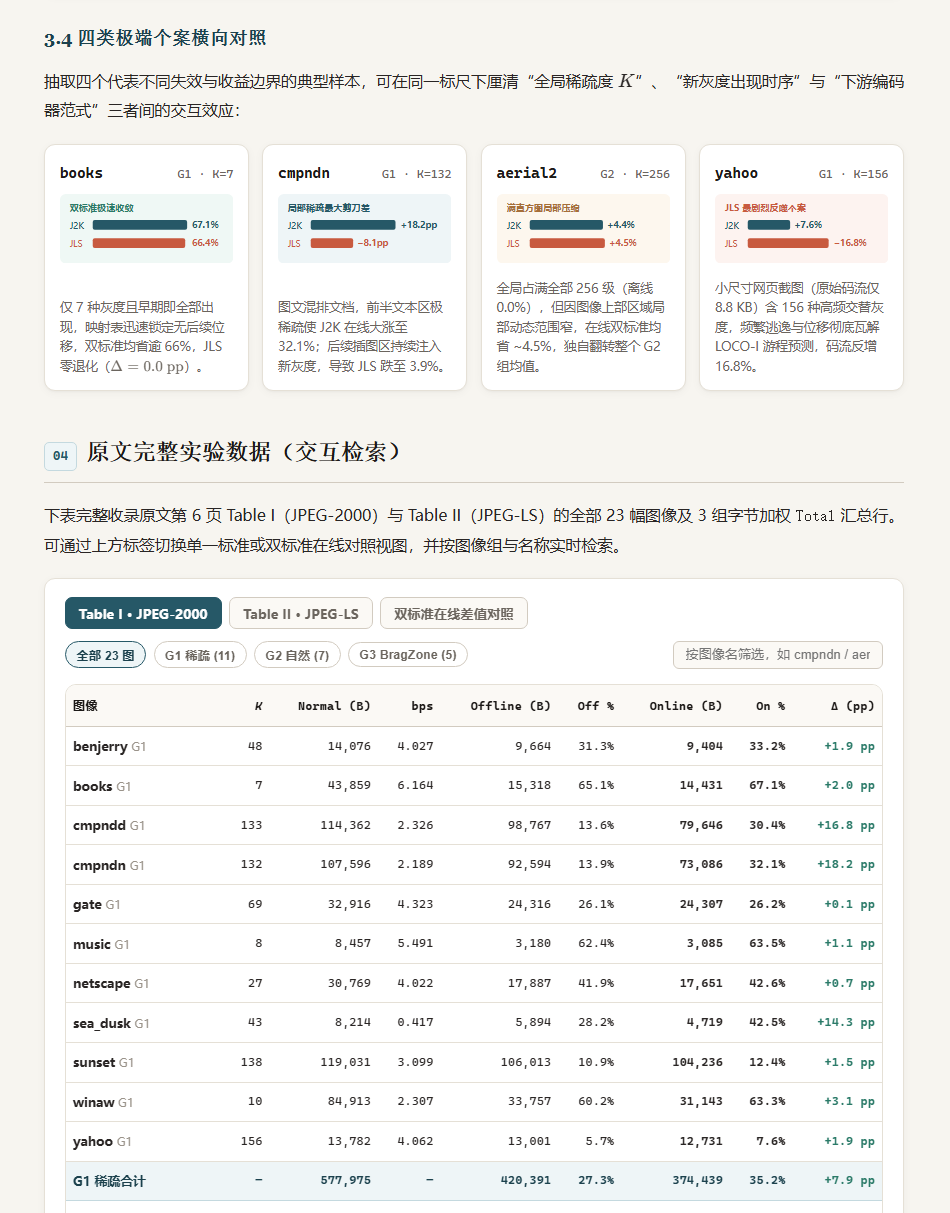 3.4 四类极端个案横向对照
抽取四个代表不同失效与收益边界的典型样本，可在同一标尺下厘清“全局稀疏度 K”、“新灰度出现时序”与“下游编码
器范式”三者间的交互效应：
books G1 · K=7
双标准极速收敛
J2K 67.1%
JLS 66.4%
仅 7 种灰度且早期即全部出
现，映射表迅速锁定无后续位
移，双标准均省逾 66%，JLS
零退化（Δ = 0.0 pp）。
cmpndn G1 · K=132
局部稀疏最大剪刀差
J2K +18.2pp
JLS −8.1pp
图文混排文档，前半文本区极
稀疏使 J2K 在线大涨至
32.1%；后续插图区持续注入
新灰度，导致 JLS 跌至 3.9%。
aerial2 G2 · K=256
满直方图局部压缩
J2K +4.4%
JLS +4.5%
全局占满全部 256 级（离线
0.0%），但因图像上部区域局
部动态范围窄，在线双标准均
省 ~4.5%，独自翻转整个 G2
组均值。
yahoo G1 · K=156
JLS 最剧烈反噬个案
J2K +7.6%
JLS −16.8%
小尺寸网页截图（原始码流仅
8.8 KB）含 156 种高频交替灰
度，频繁逃逸与位移彻底瓦解
LOCO-I 游程预测，码流反增
16.8%。
04 原文完整实验数据（交互检索）
下表完整收录原文第 6 页 Table I（JPEG-2000）与 Table II（JPEG-LS）的全部 23 幅图像及 3 组字节加权 Total 汇总行。
可通过上方标签切换单一标准或双标准在线对照视图，并按图像组与名称实时检索。
Table I • JPEG-2000 Table II • JPEG-LS 双标准在线差值对照
全部 23 图 G1 稀疏 (11) G2 自然 (7) G3 BragZone (5) 按图像名筛选，如 cmpndn / aer
图像 K Normal (B) bps Offline (B) Off % Online (B) On % Δ (pp)
benjerry G1 48 14,076 4.027 9,664 31.3% 9,404 33.2% +1.9 pp
books G1 7 43,859 6.164 15,318 65.1% 14,431 67.1% +2.0 pp
cmpndd G1 133 114,362 2.326 98,767 13.6% 79,646 30.4% +16.8 pp
cmpndn G1 132 107,596 2.189 92,594 13.9% 73,086 32.1% +18.2 pp
gate G1 69 32,916 4.323 24,316 26.1% 24,307 26.2% +0.1 pp
music G1 8 8,457 5.491 3,180 62.4% 3,085 63.5% +1.1 pp
netscape G1 27 30,769 4.022 17,887 41.9% 17,651 42.6% +0.7 pp
sea_dusk G1 43 8,214 0.417 5,894 28.2% 4,719 42.5% +14.3 pp
sunset G1 138 119,031 3.099 106,013 10.9% 104,236 12.4% +1.5 pp
winaw G1 10 84,913 2.307 33,757 60.2% 31,143 63.3% +3.1 pp
yahoo G1 156 13,782 4.062 13,001 5.7% 12,731 7.6% +1.9 pp
G1 稀疏合计 — 577,975 — 420,391 27.3% 374,439 35.2% +7.9 pp